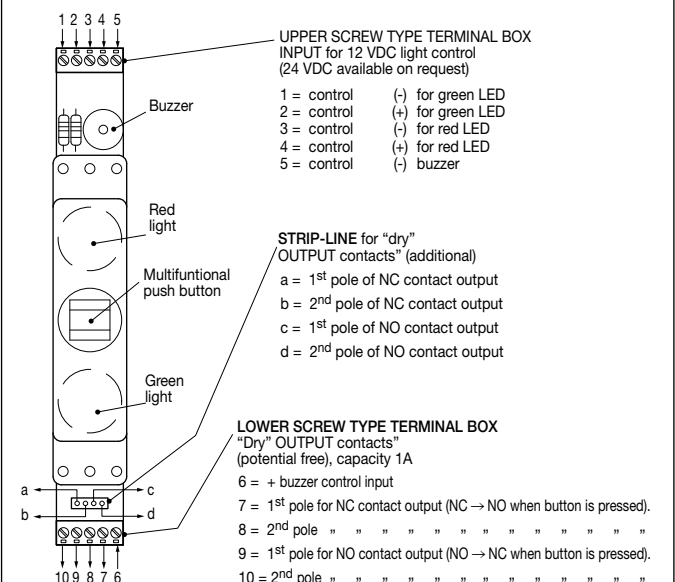 1 2 3 4 5
UPPER SCREW TYPE TERMINAL BOX
INPUT for 12 VDC light control
(24 VDC available on request)
1 = control (-) for green LED
2 = control (+) for green LED
3 = control (-) for red LED
4 = control (+) for red LED
5 = control (-) buzzer
Buzzer
Red
light
Multifuntional
push button
Green
light
STRIP-LINE for “dry”
OUTPUT contacts” (additional)
a = 1st pole of NC contact output
b = 2nd pole of NC contact output
c = 1st pole of NO contact output
d = 2nd pole of NO contact output
LOWER SCREW TYPE TERMINAL BOX
“Dry” OUTPUT contacts”
(potential free), capacity 1A
6 = + buzzer control input
7 = 1st pole for NC contact output (NC → NO when button is pressed).
8 = 2nd pole " " " " " " " " " " " " "
9 = 1st pole for NO contact output (NO → NC when button is pressed).
10 = 2nd pole " " " " " " " " " " " " "
a c
b d
10 9 8 7 6